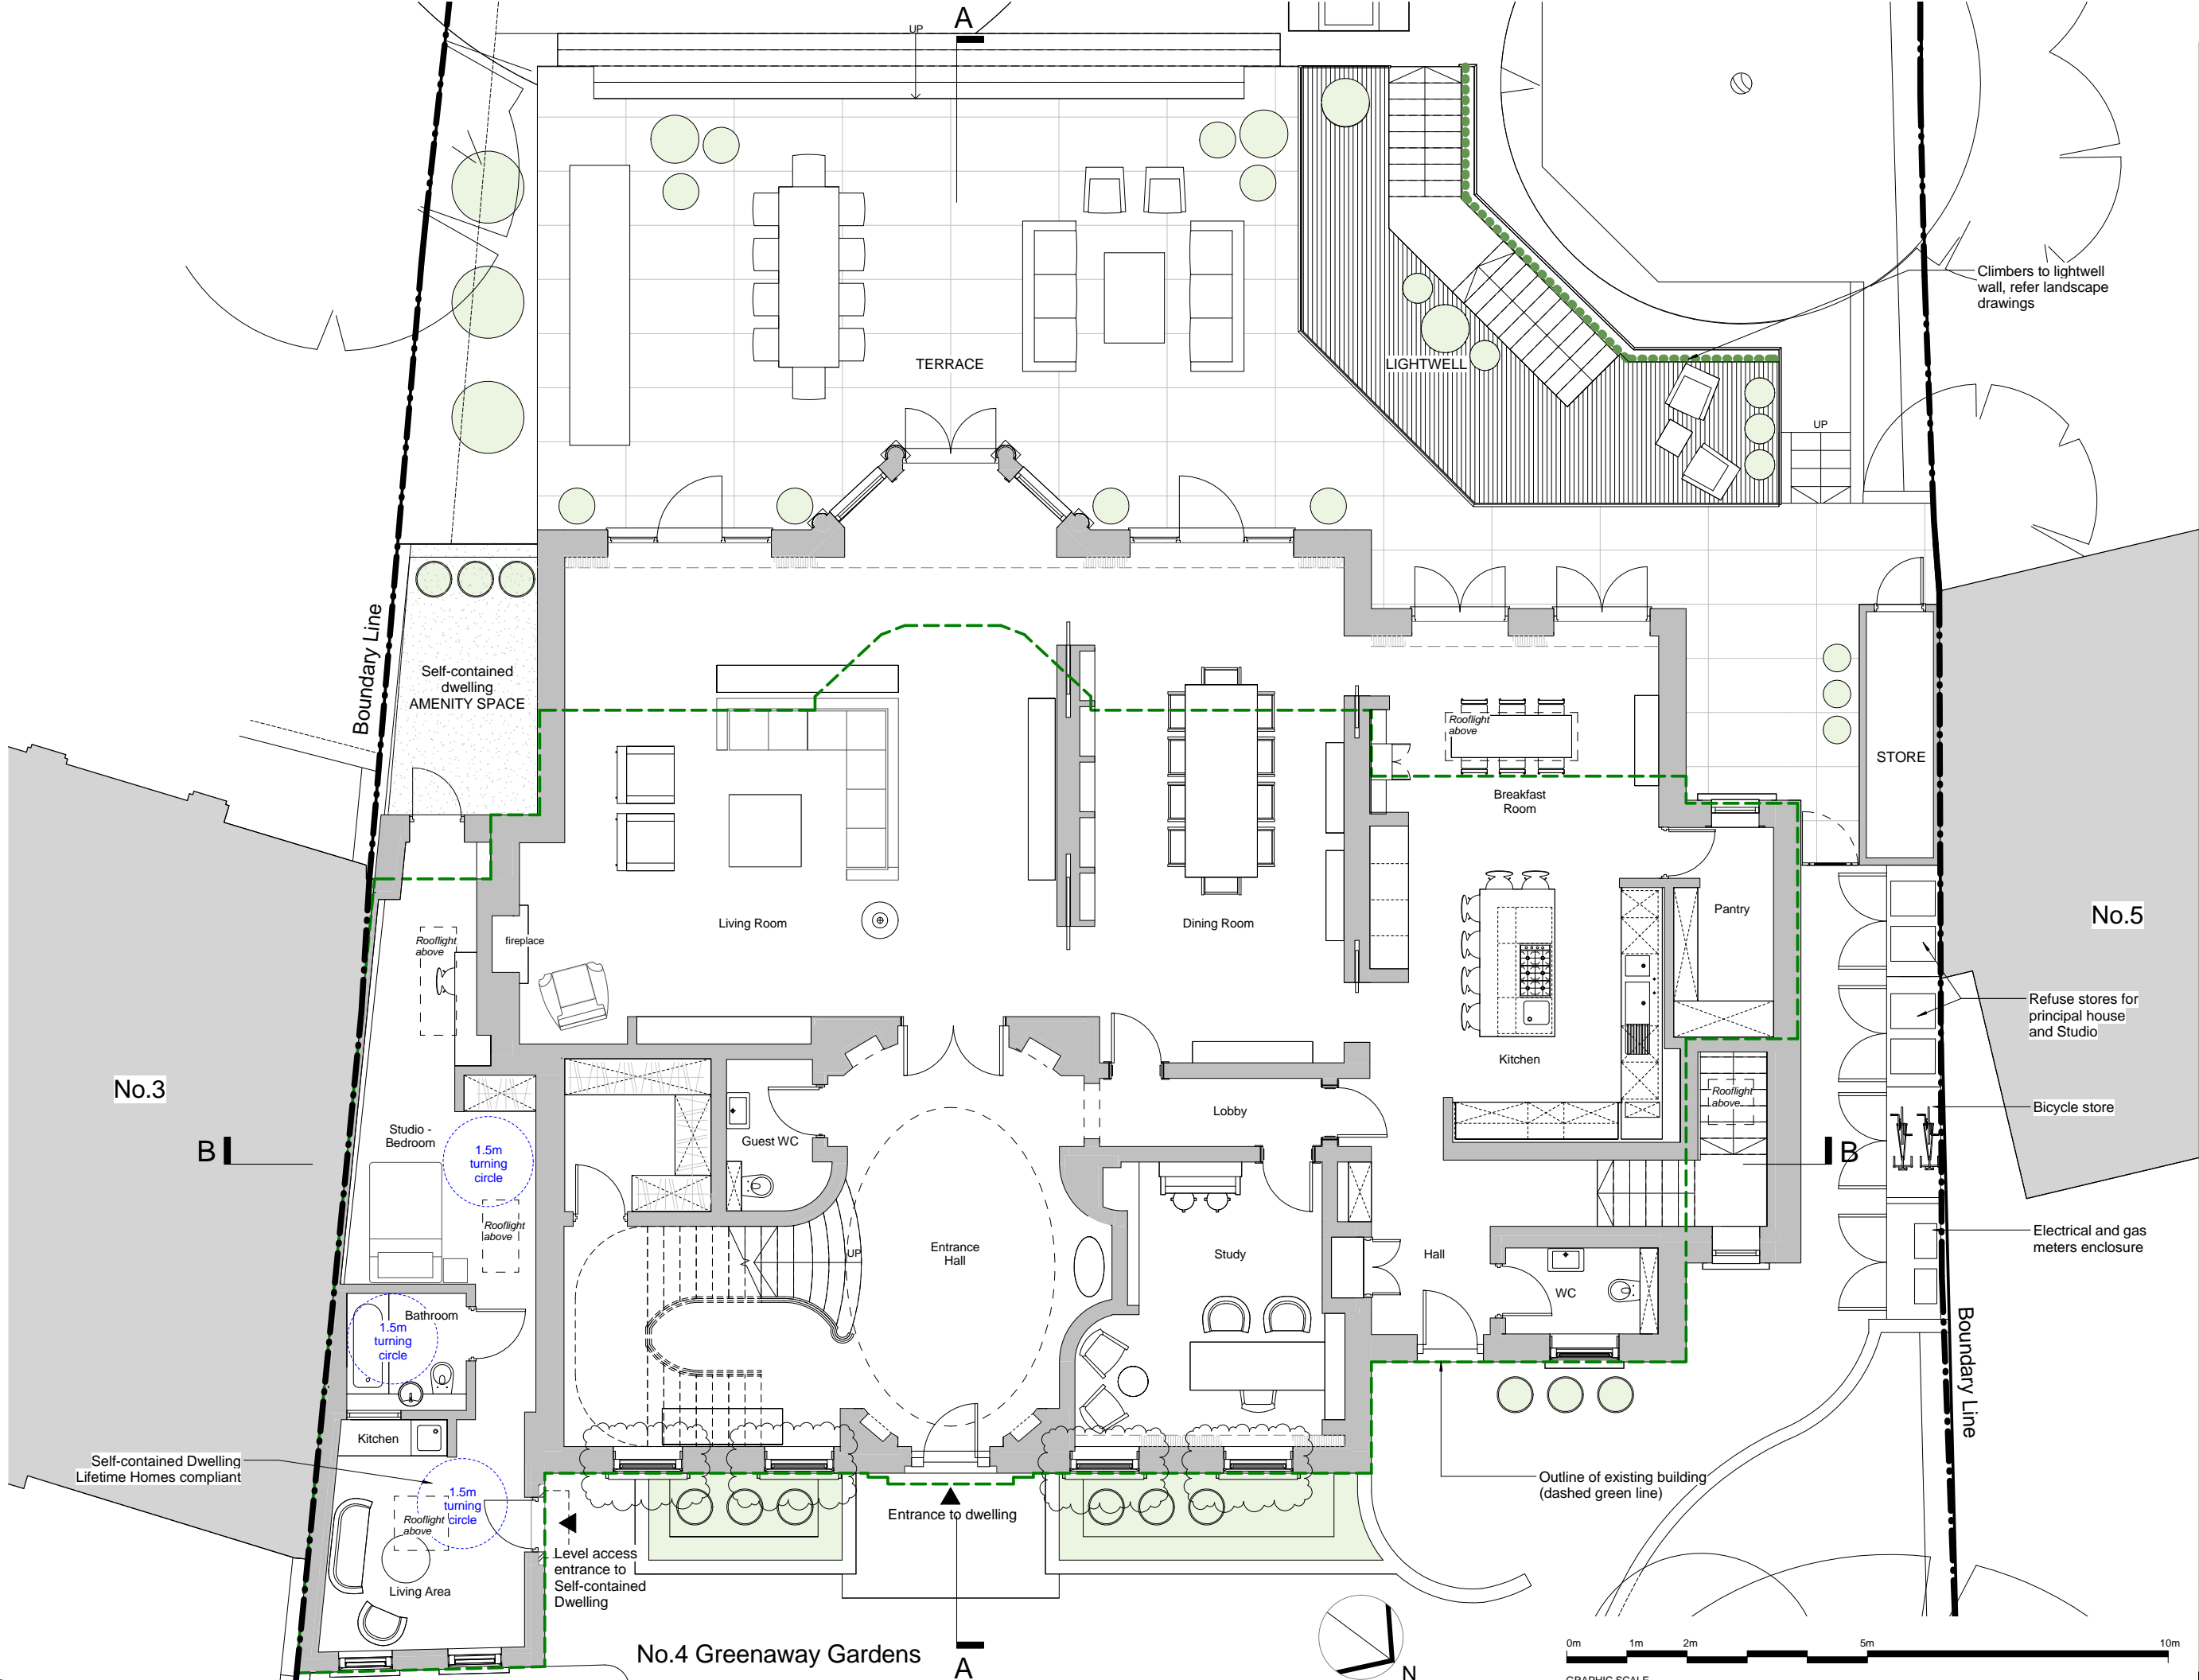 A
UP
Climbers to lightwell
wall, refer landscape
drawings
TERRACE
LIGHTWELL
UP
Boundary Line
Self-contained
dwelling
AMENITY SPACE
Rooflight
above
STORE
Breakfast
Room
No.5
Rooflight
above
fireplace
Living Room
Dining Room
Pantry
Refuse stores for
principal house
and Studio
Kitchen
No.3
Rooflight
above
Bicycle store
Lobby
Studio -
Bedroom
Guest WC
B
1.5m
turning
circle
B
Rooflight
above
UP
Entrance
Hall
Study
Hall
Electrical and gas
meters enclosure
WC
Bathroom
1.5m
turning
circle
Boundary Line
Kitchen
Self-contained Dwelling
Lifetime Homes compliant
1.5m
turning
circle
Rooflight
above
Outline of existing building
(dashed green line)
Entrance to dwelling
Level access
entrance to
Self-contained
Dwelling
Living Area
No.4 Greenaway Gardens
A
N
0m
1m
2m
5m
10m
GRAPHIC SCALE